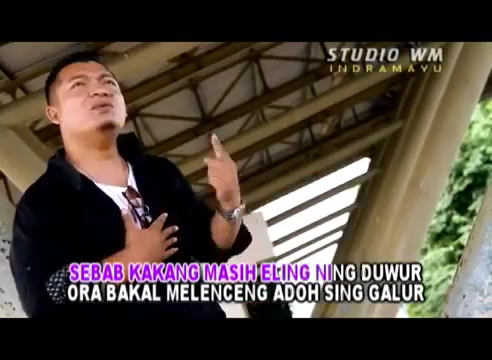 STUDIO WM
INDRAMAYU
SEBAB KAKANG MASIH ELING NING DUWUR
ORA BAKAL MELENCENG ADOH SING GALUR